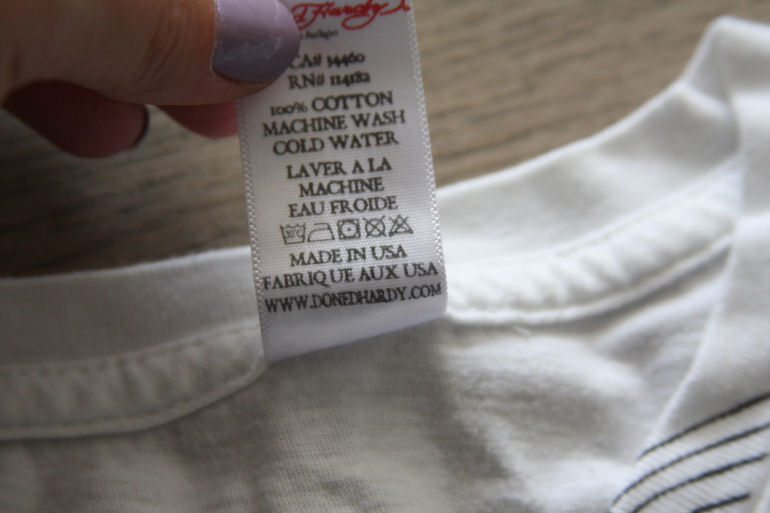 CA# 34460
RN# 114182
100% COTTON
MACHINE WASH
COLD WATER
LAVER A LA
MACHINE
EAU FROIDE
30°C
MADE IN USA
FABRIQUE AUX USA
WWW.DONEDHARDY.COM